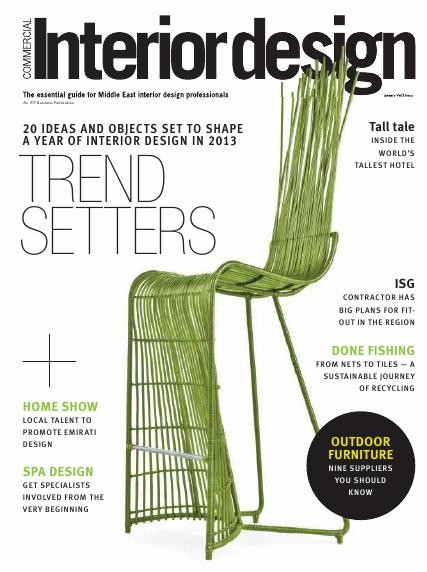 COMMERCIAL
Interior design
The essential guide for Middle East interior design professionals
An ITP Business Publication
20 IDEAS AND OBJECTS SET TO SHAPE
A YEAR OF INTERIOR DESIGN IN 2013
TREND
SETTERS
Tall tale
INSIDE THE
WORLD'S
TALLEST HOTEL
ISG
CONTRACTOR HAS
BIG PLANS FOR FIT-
OUT IN THE REGION
DONE FISHING
FROM NETS TO TILES — A
SUSTAINABLE JOURNEY
OF RECYCLING
HOME SHOW
LOCAL TALENT TO
PROMOTE EMIRATI
DESIGN
SPA DESIGN
GET SPECIALISTS
INVOLVED FROM THE
VERY BEGINNING
OUTDOOR
FURNITURE
NINE SUPPLIERS
YOU SHOULD
KNOW